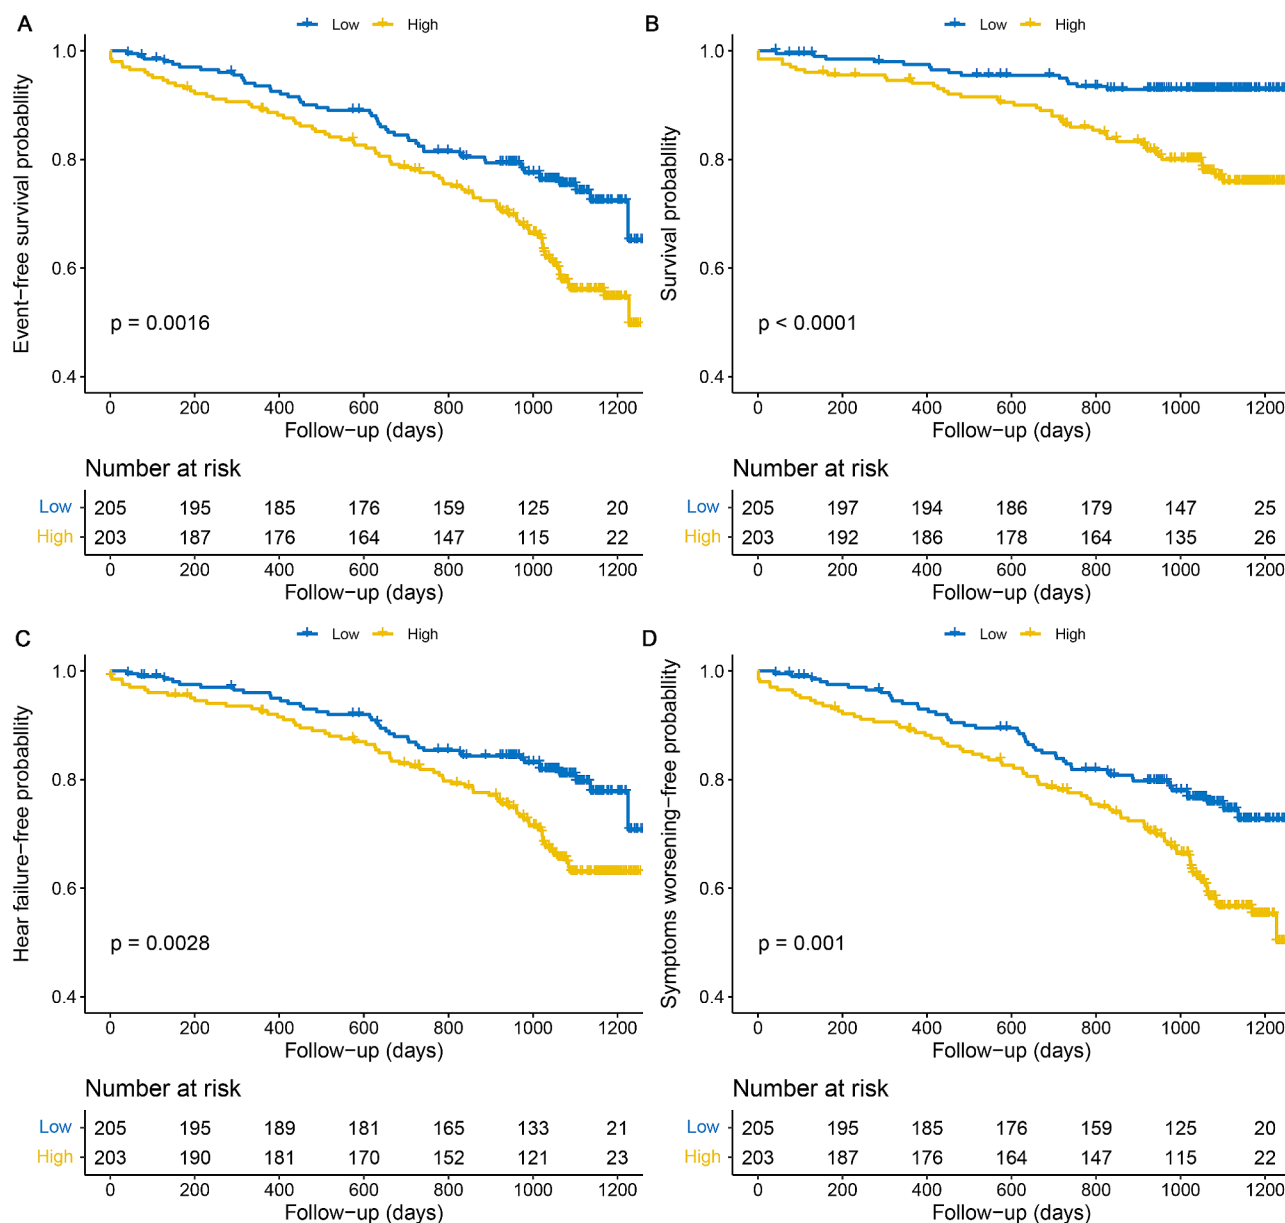 A
Low High
Event-free survival probabllity
1.0
0.8
0.6
0.4
p = 0.0016
0 200 400 600 800 1000 1200
Follow-up (days)
Number at risk
Low 205 195 185 176 159 125 20
High 203 187 176 164 147 115 22
0 200 400 600 800 1000 1200
Follow-up (days)
B
Low High
Survival probabllity
1.0
0.8
0.6
0.4
p < 0.0001
0 200 400 600 800 1000 1200
Follow-up (days)
Number at risk
Low 205 197 194 186 179 147 25
High 203 192 186 178 164 135 26
0 200 400 600 800 1000 1200
Follow-up (days)
C
Low High
Hear failure-free probabllity
1.0
0.8
0.6
0.4
p = 0.0028
0 200 400 600 800 1000 1200
Follow-up (days)
Number at risk
Low 205 195 189 181 165 133 21
High 203 190 181 170 152 121 23
0 200 400 600 800 1000 1200
Follow-up (days)
D
Low High
Symptoms worsening-free probabllity
1.0
0.8
0.6
0.4
p = 0.001
0 200 400 600 800 1000 1200
Follow-up (days)
Number at risk
Low 205 195 185 176 159 125 20
High 203 187 176 164 147 115 22
0 200 400 600 800 1000 1200
Follow-up (days)